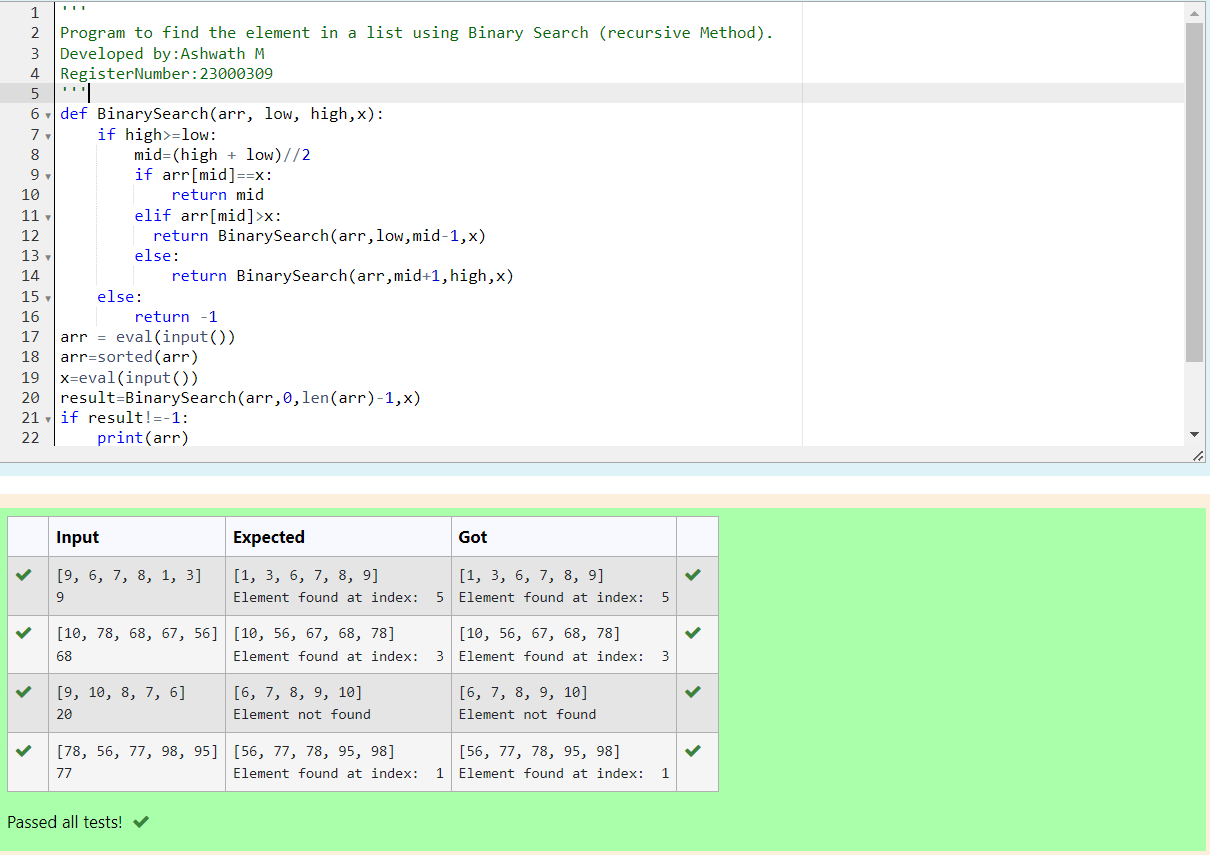 1 '''
2 Program to find the element in a list using Binary Search (recursive Method).
3 Developed by:Ashwath M
4 RegisterNumber:23000309
5 '''
6 def BinarySearch(arr, low, high,x):
7     if high>=low:
8         mid=(high + low)//2
9         if arr[mid]==x:
10             return mid
11         elif arr[mid]>x:
12           return BinarySearch(arr,low,mid-1,x)
13         else:
14             return BinarySearch(arr,mid+1,high,x)
15     else:
16         return -1
17 arr = eval(input())
18 arr=sorted(arr)
19 x=eval(input())
20 result=BinarySearch(arr,0,len(arr)-1,x)
21 if result!=-1:
22     print(arr)
Input Expected Got
[9, 6, 7, 8, 1, 3] [1, 3, 6, 7, 8, 9] [1, 3, 6, 7, 8, 9]
9 Element found at index:  5 Element found at index:  5
[10, 78, 68, 67, 56] [10, 56, 67, 68, 78] [10, 56, 67, 68, 78]
68 Element found at index:  3 Element found at index:  3
[9, 10, 8, 7, 6] [6, 7, 8, 9, 10] [6, 7, 8, 9, 10]
20 Element not found Element not found
[78, 56, 77, 98, 95] [56, 77, 78, 95, 98] [56, 77, 78, 95, 98]
77 Element found at index:  1 Element found at index:  1
Passed all tests!